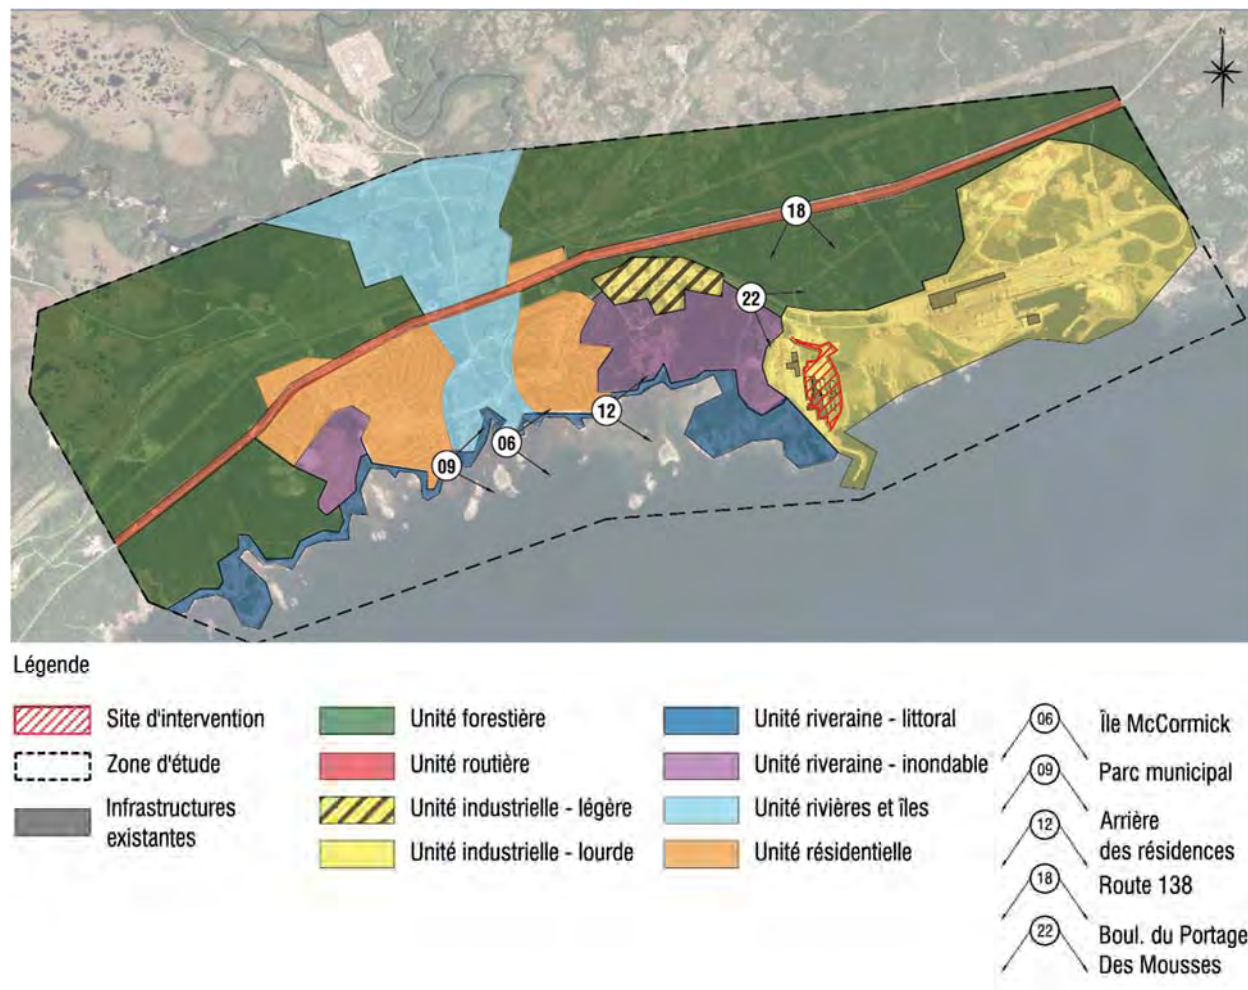 N
18
22
12
06
09
Légende
Site d'intervention
Zone d'étude
Infrastructures
existantes
Unité forestière
Unité routière
Unité industrielle - légère
Unité industrielle - lourde
Unité riveraine - littoral
Unité riveraine - inondable
Unité rivières et îles
Unité résidentielle
06 Île McCormick
09 Parc municipal
12 Arrière
des résidences
18 Route 138
22 Boul. du Portage
Des Mousses